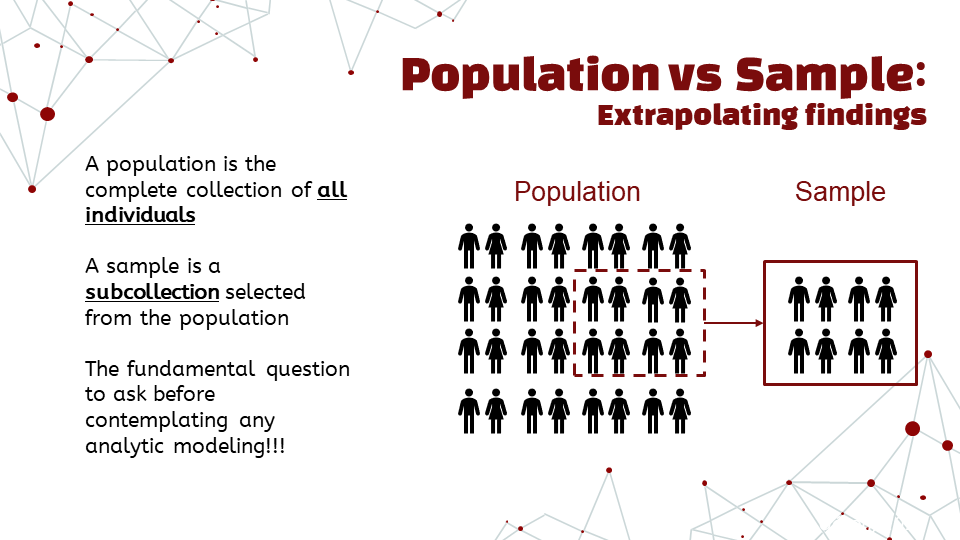 Population vs Sample:
Extrapolating findings
A population is the
complete collection of all
individuals
A sample is a
subcollection selected
from the population
The fundamental question
to ask before
contemplating any
analytic modeling!!!
Population
Sample